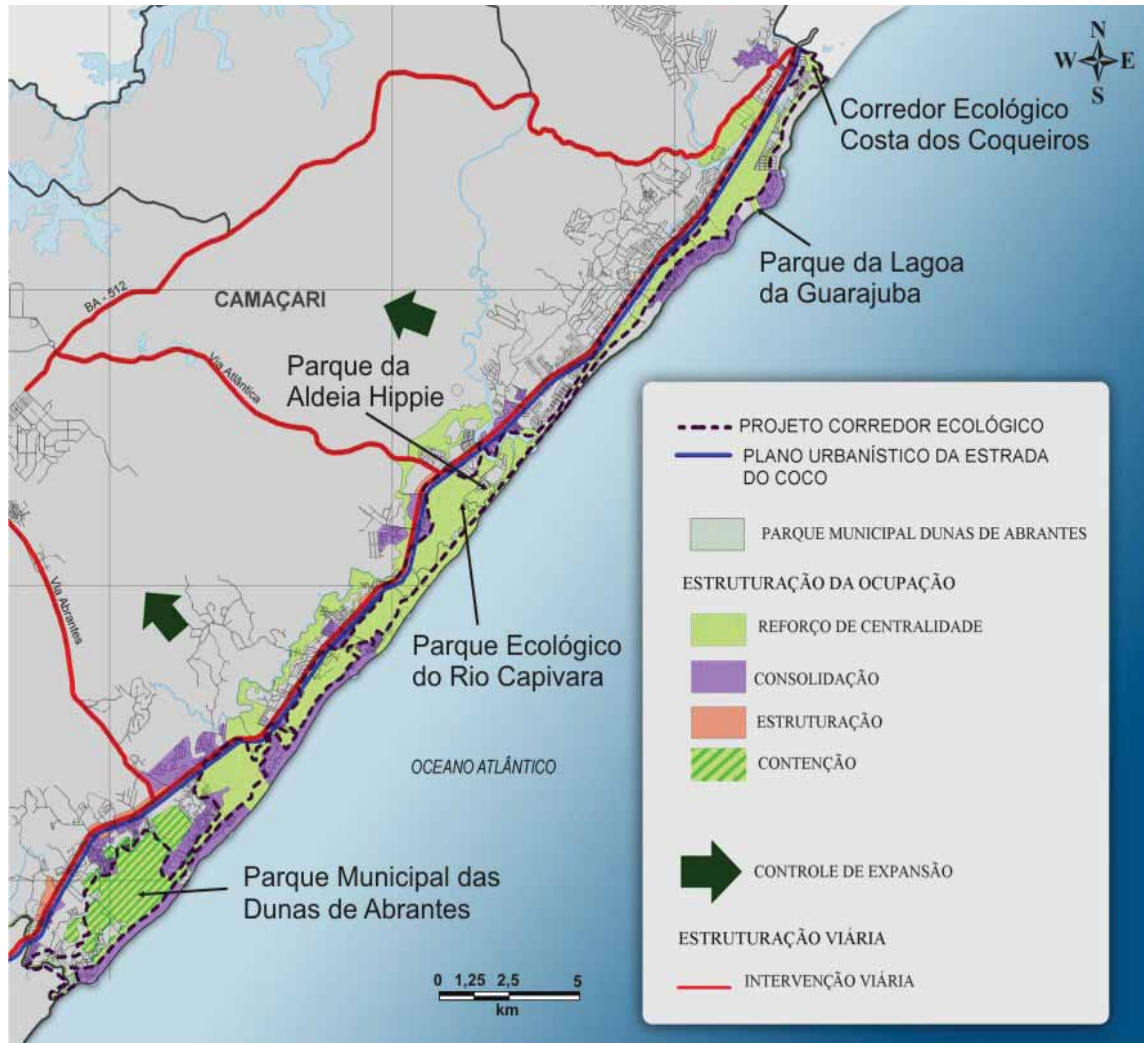 N
W E
S
Corredor Ecológico
Costa dos Coqueiros
Parque da Lagoa
da Guarajuba
BA - 512
CAMAÇARI
Via Atlântica
Parque da
Aldeia Hippie
Via Abrantes
Parque Ecológico
do Rio Capivara
OCEANO ATLÂNTICO
Parque Municipal das
Dunas de Abrantes
0 1,25 2,5 5
km
PROJETO CORREDOR ECOLÓGICO
PLANO URBANÍSTICO DA ESTRADA
DO COCO
PARQUE MUNICIPAL DUNAS DE ABRANTES
ESTRUTURAÇÃO DA OCUPAÇÃO
REFORÇO DE CENTRALIDADE
CONSOLIDAÇÃO
ESTRUTURAÇÃO
CONTENÇÃO
CONTROLE DE EXPANSÃO
ESTRUTURAÇÃO VIÁRIA
INTERVENÇÃO VIÁRIA